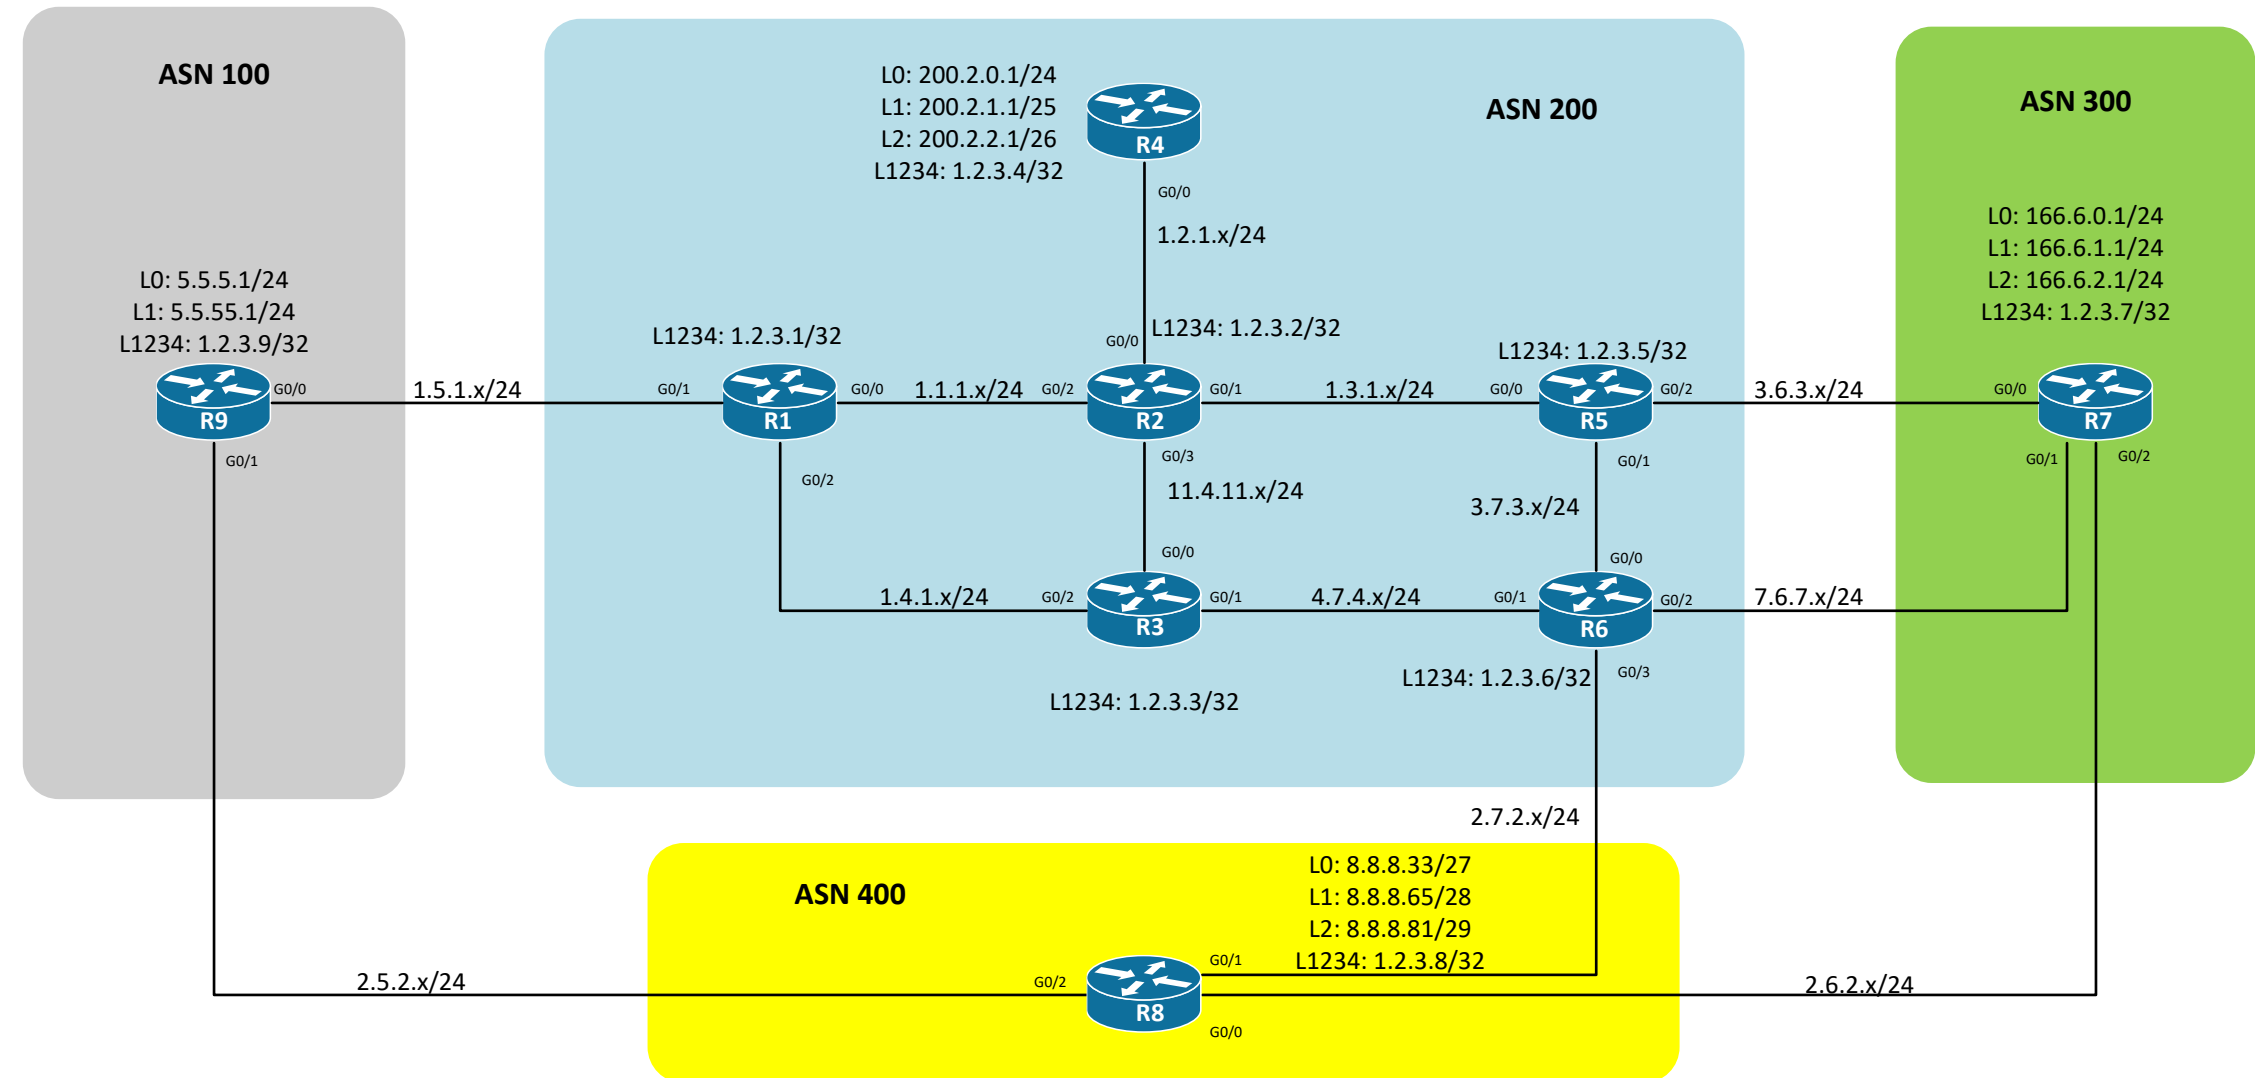 ASN 100
L0: 5.5.5.1/24
L1: 5.5.55.1/24
L1234: 1.2.3.9/32
R9
G0/0
G0/1
1.5.1.x/24
2.5.2.x/24
ASN 200
L0: 200.2.0.1/24
L1: 200.2.1.1/25
L2: 200.2.2.1/26
L1234: 1.2.3.4/32
R4
G0/0
1.2.1.x/24
L1234: 1.2.3.1/32
G0/1
R1
G0/0
G0/2
1.1.1.x/24
L1234: 1.2.3.2/32
G0/0
G0/2
R2
G0/1
G0/3
1.3.1.x/24
11.4.11.x/24
L1234: 1.2.3.5/32
G0/0
R5
G0/2
G0/1
3.6.3.x/24
3.7.3.x/24
1.4.1.x/24
G0/0
G0/2
R3
G0/1
L1234: 1.2.3.3/32
4.7.4.x/24
G0/0
G0/1
R6
G0/2
G0/3
L1234: 1.2.3.6/32
7.6.7.x/24
2.7.2.x/24
ASN 300
L0: 166.6.0.1/24
L1: 166.6.1.1/24
L2: 166.6.2.1/24
L1234: 1.2.3.7/32
G0/0
R7
G0/1
G0/2
ASN 400
L0: 8.8.8.33/27
L1: 8.8.8.65/28
L2: 8.8.8.81/29
L1234: 1.2.3.8/32
G0/1
G0/2
R8
G0/0
2.6.2.x/24